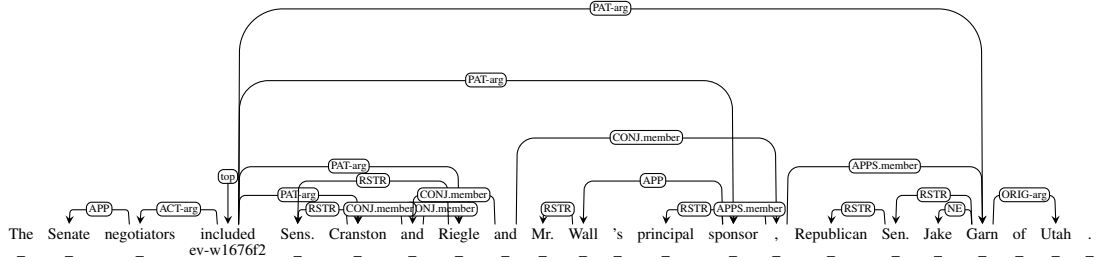 PAT-arg
PAT-arg
CONJ.member
PAT-arg APPS.member
top RSTR APP
PAT-arg CONJ.member RSTR ORIG-arg
APP ACT-arg RSTR CONJ.member CONJ.member RSTR RSTR APPS.member RSTR NE
The Senate negotiators included Sens. Cranston and Riegle and Mr. Wall 's principal sponsor , Republican Sen. Jake Garn of Utah .
_ _ _ ev-w1676f2 _ _ _ _ _ _ _ _ _ _ _ _ _ _ _ _ _ _